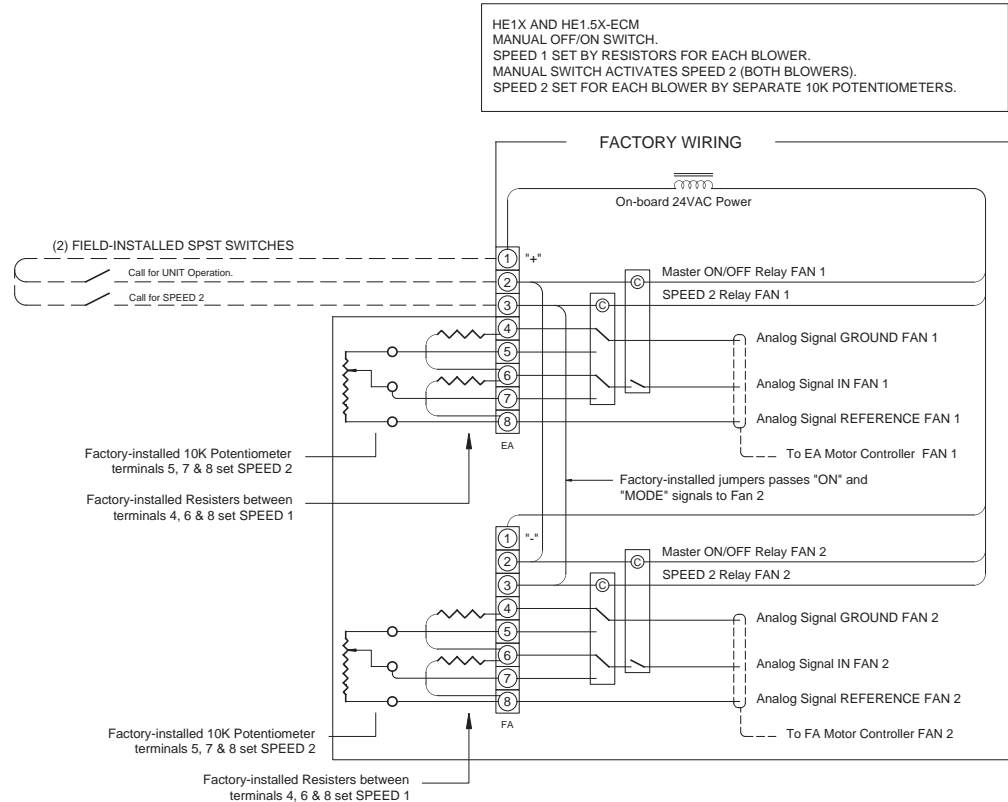 HE1X AND HE1.5X-ECM
MANUAL OFF/ON SWITCH.
SPEED 1 SET BY RESISTORS FOR EACH BLOWER.
MANUAL SWITCH ACTIVATES SPEED 2 (BOTH BLOWERS).
SPEED 2 SET FOR EACH BLOWER BY SEPARATE 10K POTENTIOMETERS.
FACTORY WIRING
On-board 24VAC Power
(2) FIELD-INSTALLED SPST SWITCHES
Call for UNIT Operation.
Call for SPEED 2
1 "+"
2
3
4
5
6
7
8
EA
C
C
Master ON/OFF Relay FAN 1
SPEED 2 Relay FAN 1
Analog Signal GROUND FAN 1
Analog Signal IN FAN 1
Analog Signal REFERENCE FAN 1
To EA Motor Controller FAN 1
Factory-installed 10K Potentiometer
terminals 5, 7 & 8 set SPEED 2
Factory-installed Resisters between
terminals 4, 6 & 8 set SPEED 1
Factory-installed jumpers passes "ON" and
"MODE" signals to Fan 2
1 "-"
2
3
4
5
6
7
8
FA
C
C
Master ON/OFF Relay FAN 2
SPEED 2 Relay FAN 2
Analog Signal GROUND FAN 2
Analog Signal IN FAN 2
Analog Signal REFERENCE FAN 2
To FA Motor Controller FAN 2
Factory-installed 10K Potentiometer
terminals 5, 7 & 8 set SPEED 2
Factory-installed Resisters between
terminals 4, 6 & 8 set SPEED 1